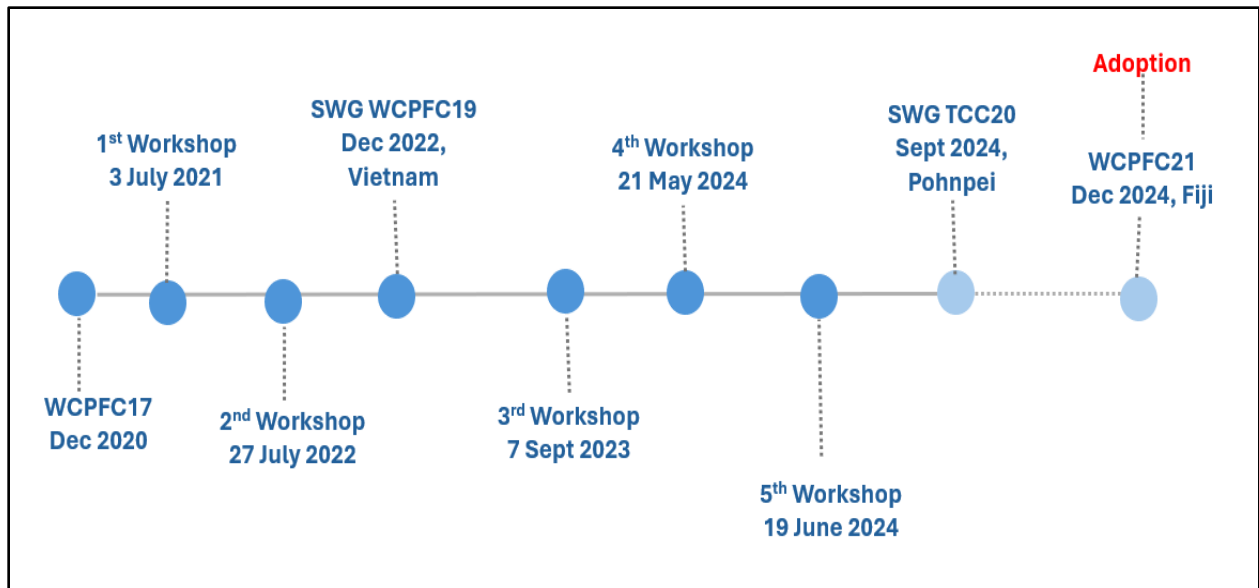 WCPFC17
Dec 2020
1st Workshop
3 July 2021
2nd Workshop
27 July 2022
SWG WCPFC19
Dec 2022,
Vietnam
3rd Workshop
7 Sept 2023
4th Workshop
21 May 2024
5th Workshop
19 June 2024
SWG TCC20
Sept 2024,
Pohnpei
Adoption
WCPFC21
Dec 2024, Fiji